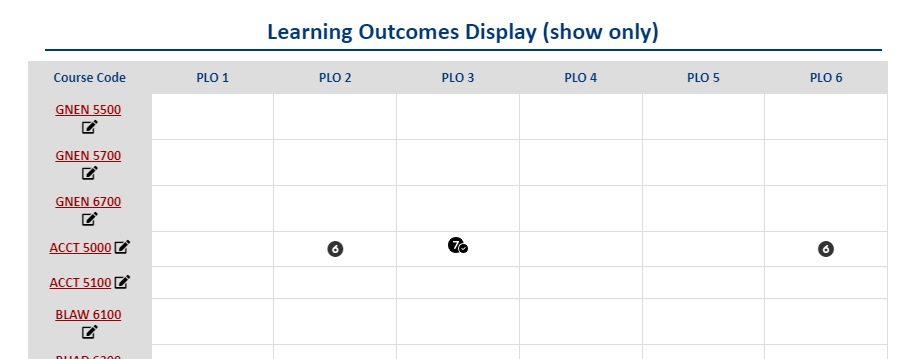 Learning Outcomes Display (show only)
Course Code PLO 1 PLO 2 PLO 3 PLO 4 PLO 5 PLO 6
GNEN 5500
GNEN 5700
GNEN 6700
ACCT 5000 6 7 6
ACCT 5100
BLAW 6100